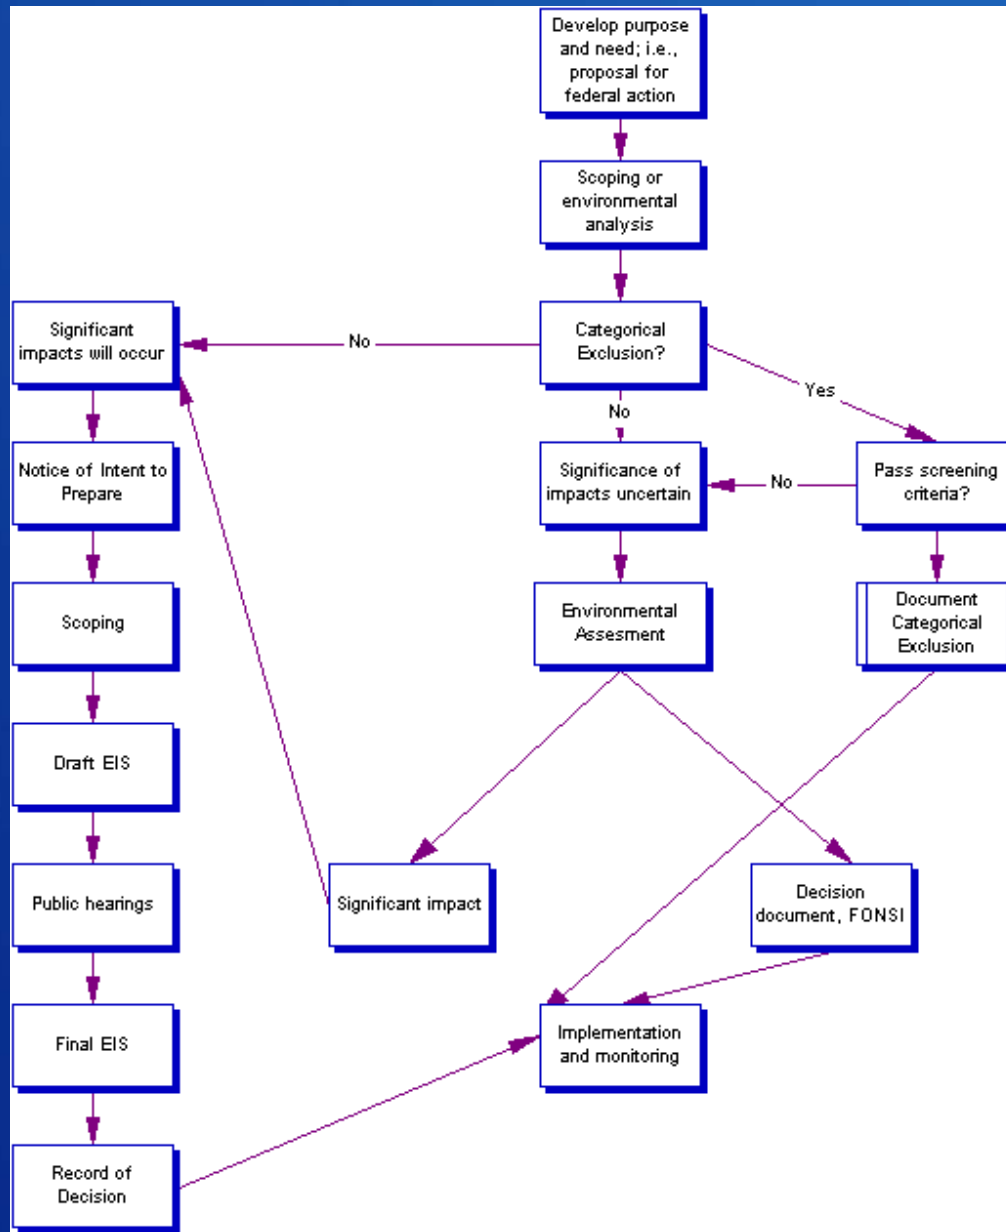 Develop purpose
and need; i.e.,
proposal for
federal action
Scoping or
environmental
analysis
Significant
impacts will occur
No
Categorical
Exclusion?
Yes
No
Notice of Intent to
Prepare
Significance of
impacts uncertain
No
Pass screening
criteria?
Scoping
Environmental
Assesment
Document
Categorical
Exclusion
Draft EIS
Public hearings
Significant impact
Decision
document, FONSI
Final EIS
Implementation
and monitoring
Record of
Decision